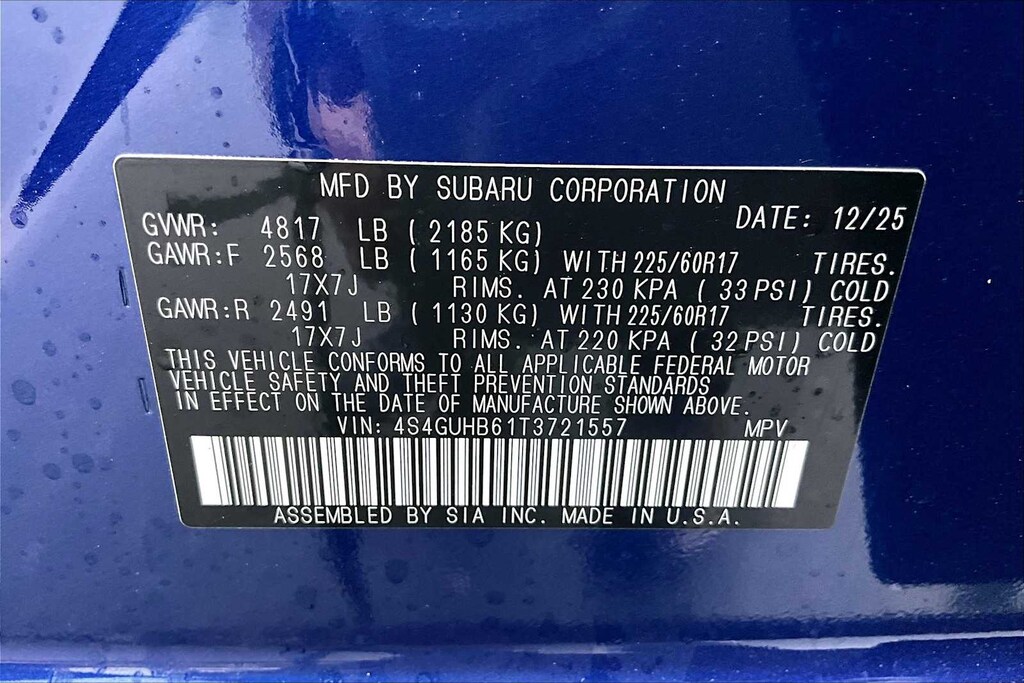 MFD BY SUBARU CORPORATION
DATE: 12/25
GVWR: 4817 LB ( 2185 KG)
GAWR:F 2568 LB ( 1165 KG) WITH 225/60R17 TIRES.
17X7J RIMS. AT 230 KPA ( 33 PSI) COLD
GAWR:R 2491 LB ( 1130 KG) WITH 225/60R17 TIRES.
17X7J RIMS. AT 220 KPA ( 32 PSI) COLD
THIS VEHICLE CONFORMS TO ALL APPLICABLE FEDERAL MOTOR
VEHICLE SAFETY AND THEFT PREVENTION STANDARDS
IN EFFECT ON THE DATE OF MANUFACTURE SHOWN ABOVE.
VIN: 4S4GUHB61T3721557 MPV
ASSEMBLED BY SIA INC. MADE IN U.S.A.